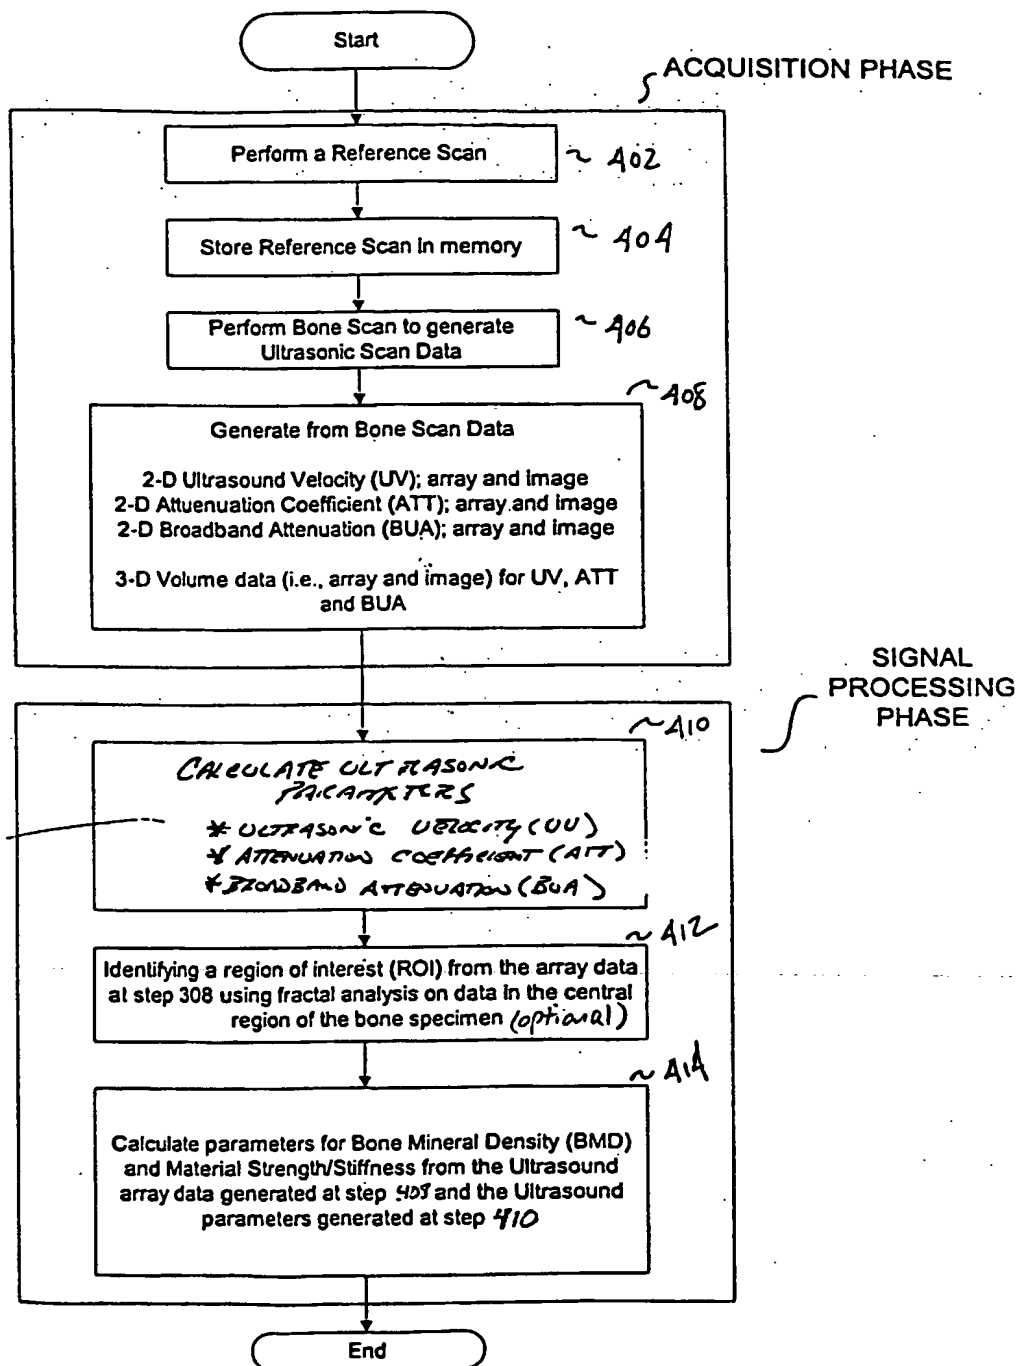 Start
ACQUISITION PHASE
Perform a Reference Scan
~ 402
Store Reference Scan in memory
~ 404
Perform Bone Scan to generate
Ultrasonic Scan Data
~ 406
~408
Generate from Bone Scan Data
2-D Ultrasound Velocity (UV); array and image
2-D Attuenuation Coefficient (ATT); array and image
2-D Broadband Attenuation (BUA); array and image
3-D Volume data (i.e., array and image) for UV, ATT
and BUA
SIGNAL
PROCESSING
PHASE
~410
CALCULATE ULTRASONIC
PARAMETERS
* ULTRASONIC VELOCITY (UV)
* ATTENUATION COEFFICIENT (ATT)
* BROADBAND ATTENUATION (BUA)
~ 412
Identifying a region of interest (ROI) from the array data
at step 308 using fractal analysis on data in the central
region of the bone specimen (optional)
~ 414
Calculate parameters for Bone Mineral Density (BMD)
and Material Strength/Stiffness from the Ultrasound
array data generated at step 408 and the Ultrasound
parameters generated at step 410
End